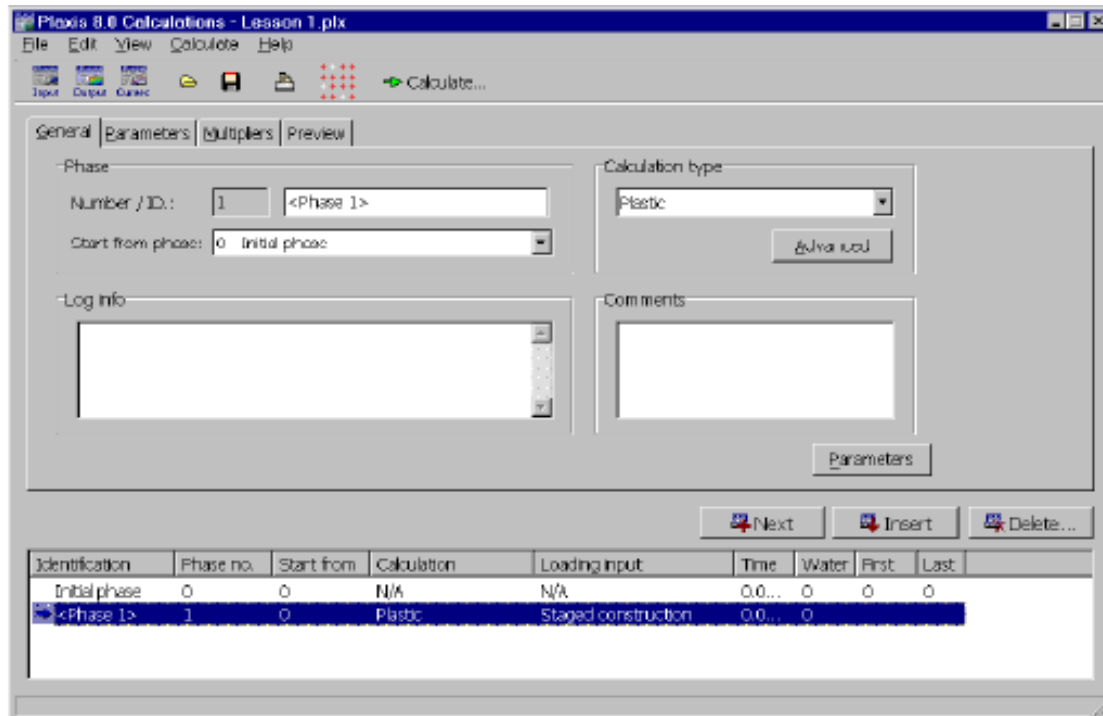 Plaxis 8.0 Calculations - Lesson 1.plx
File Edit View Calculate Help
Input Output Curves Calculate...
General Parameters Multipliers Preview
Phase
Number / ID.: 1 <Phase 1>
Start from phase: 0 Initial phase
Calculation type
Plastic
Advanced
Log info
Comments
Parameters
Next Insert Delete...
Identification Phase no. Start from Calculation Loading input Time Water First Last
Initial phase 0 0 N/A N/A 0.0... 0 0 0
<Phase 1> 1 0 Plastic Staged construction 0.0... 0